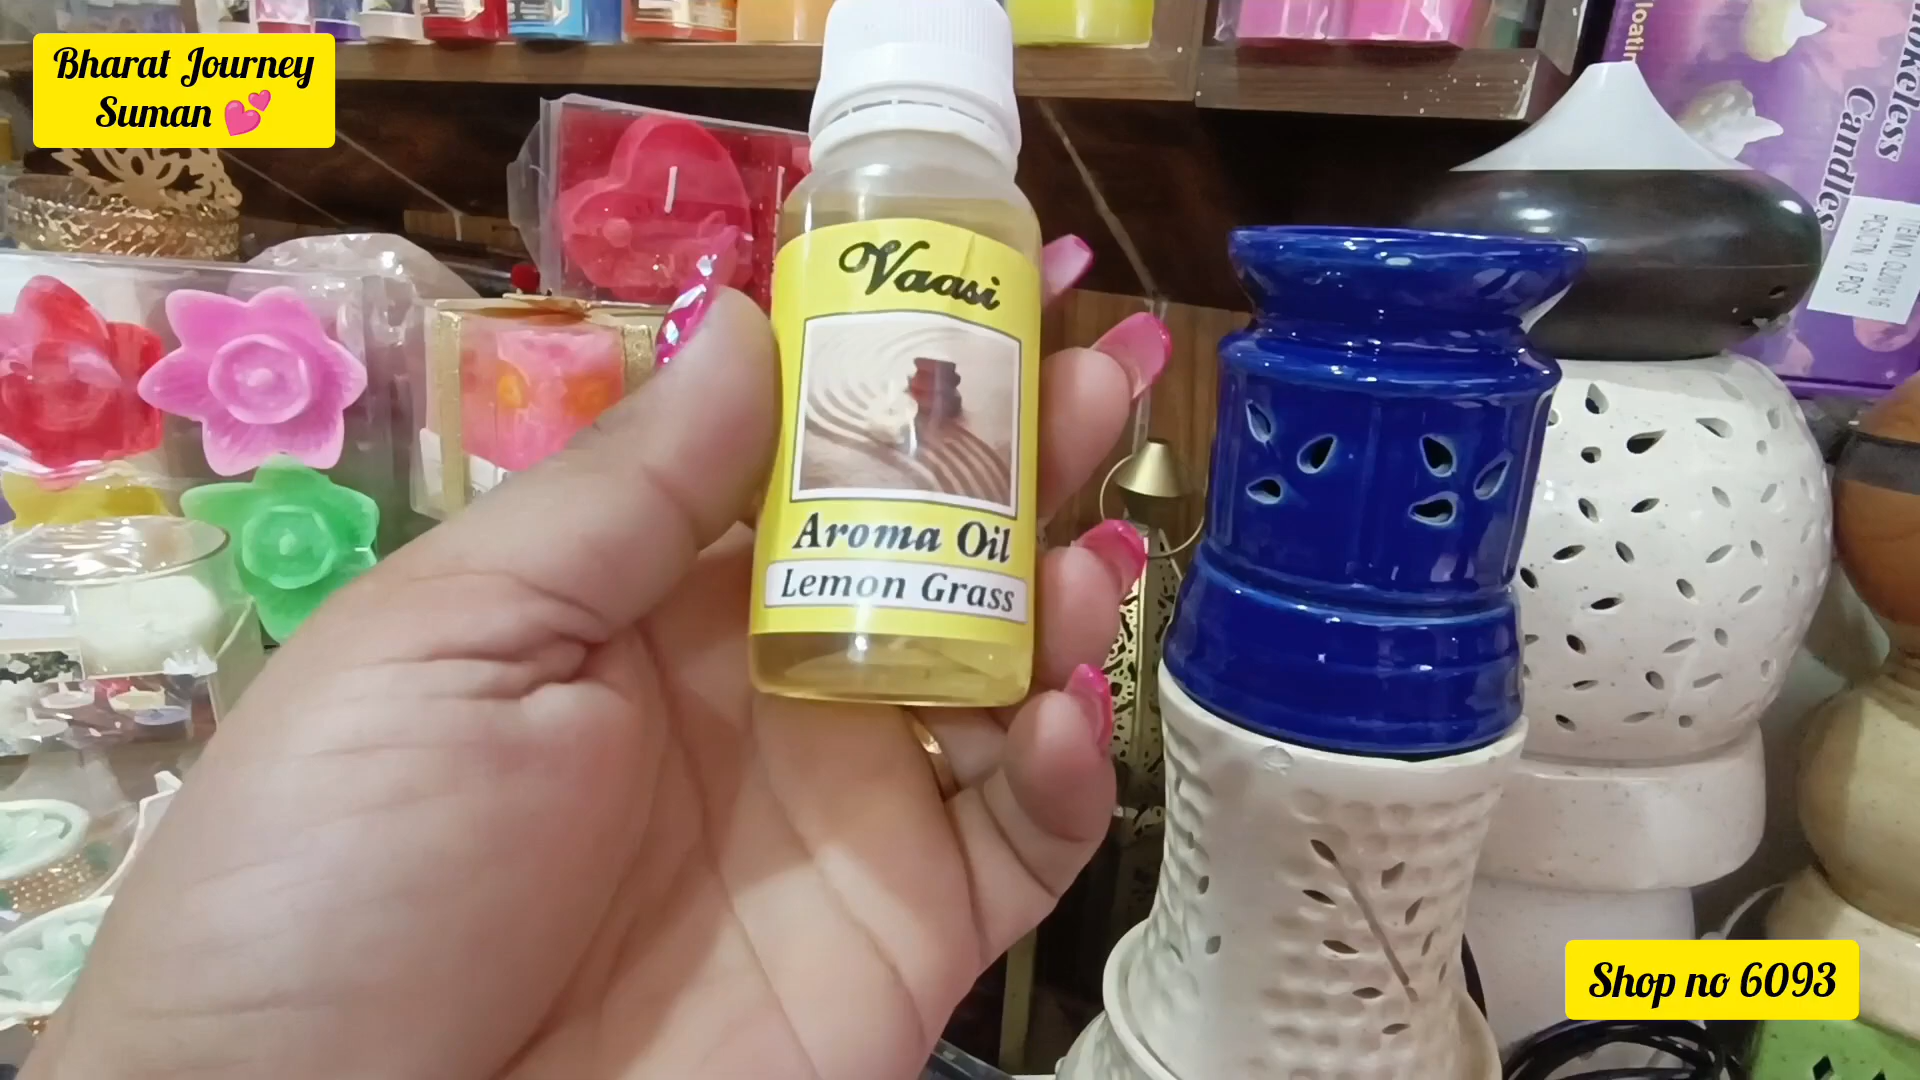 Bharat Journey
Suman 💕
Vaasi
Aroma Oil
Lemon Grass
Candles
Shop no 6093